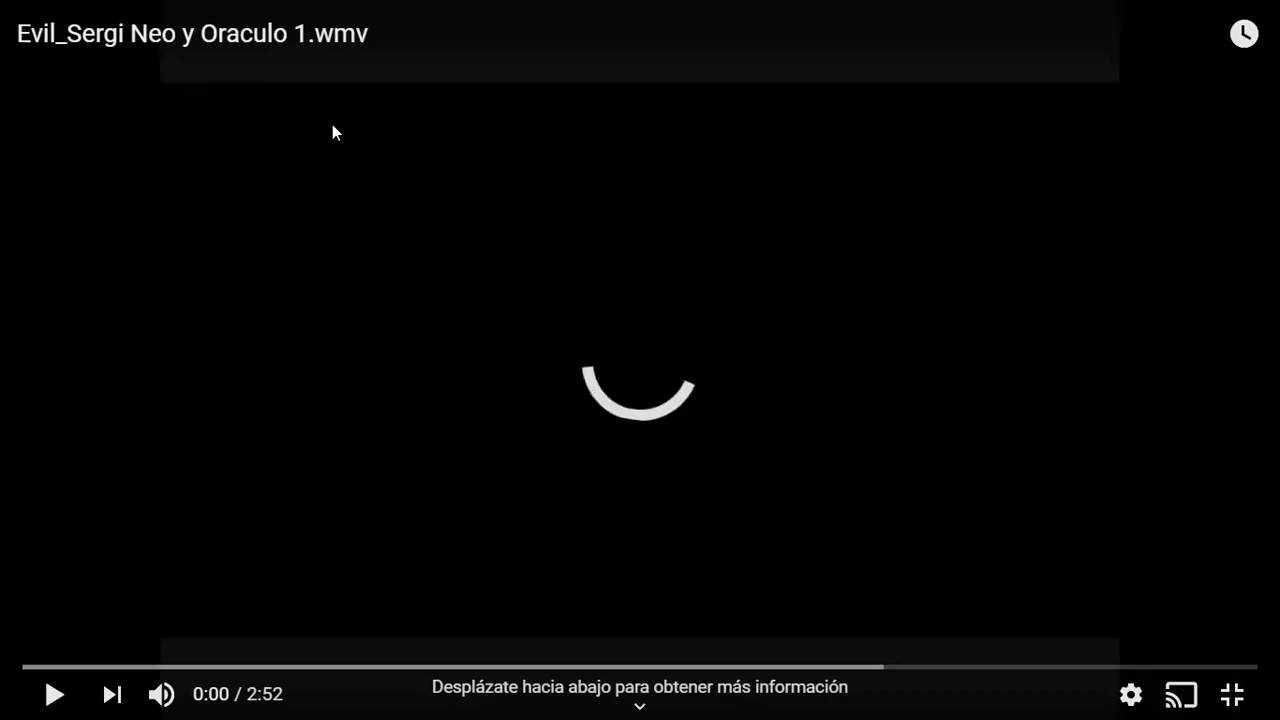 Evil_Sergi Neo y Oraculo 1.wmv
0:00 / 2:52
Desplázate hacia abajo para obtener más información